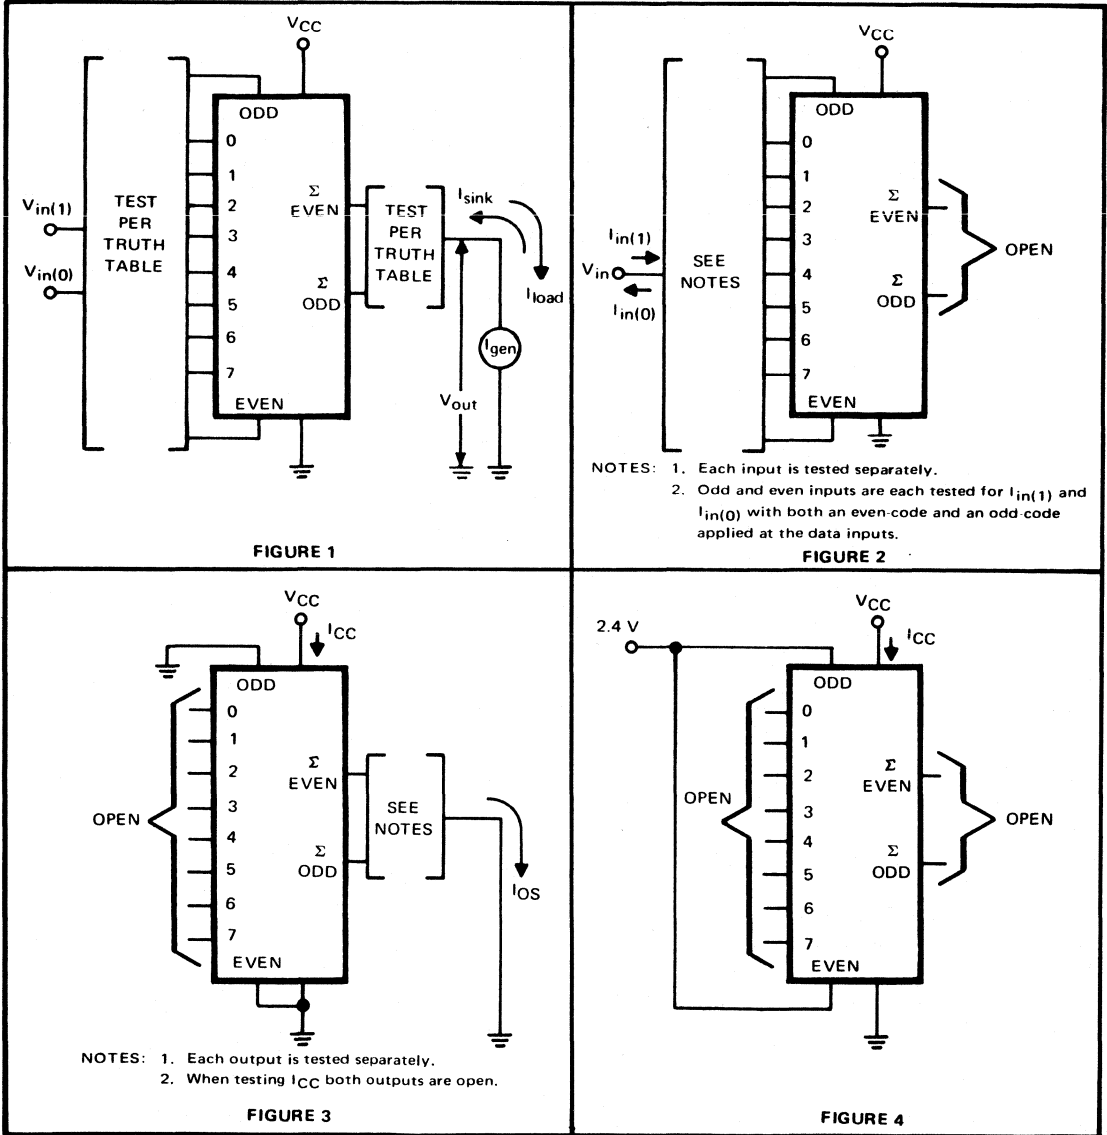 VCC
ODD
0
1
2
3
4
5
6
7
EVEN
Σ
EVEN
Σ
ODD
Vin(1)
Vin(0)
TEST
PER
TRUTH
TABLE
TEST
PER
TRUTH
TABLE
Isink
Iload
Igen
Vout
FIGURE 1
VCC
ODD
0
1
2
3
4
5
6
7
EVEN
Σ
EVEN
Σ
ODD
OPEN
Iin(1)
Vin
Iin(0)
SEE
NOTES
NOTES: 1. Each input is tested separately.
2. Odd and even inputs are each tested for Iin(1) and
Iin(0) with both an even-code and an odd-code
applied at the data inputs.
FIGURE 2
VCC
ICC
ODD
0
1
2
3
4
5
6
7
EVEN
OPEN
Σ
EVEN
Σ
ODD
SEE
NOTES
IOS
NOTES: 1. Each output is tested separately.
2. When testing ICC both outputs are open.
FIGURE 3
VCC
2.4 V
ICC
ODD
0
1
2
3
4
5
6
7
EVEN
OPEN
Σ
EVEN
Σ
ODD
OPEN
FIGURE 4